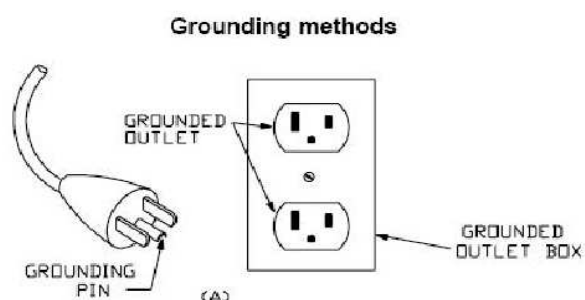 Grounding methods
GROUNDED
OUTLET
GROUNDED
OUTLET BOX
GROUNDING
PIN
(A)